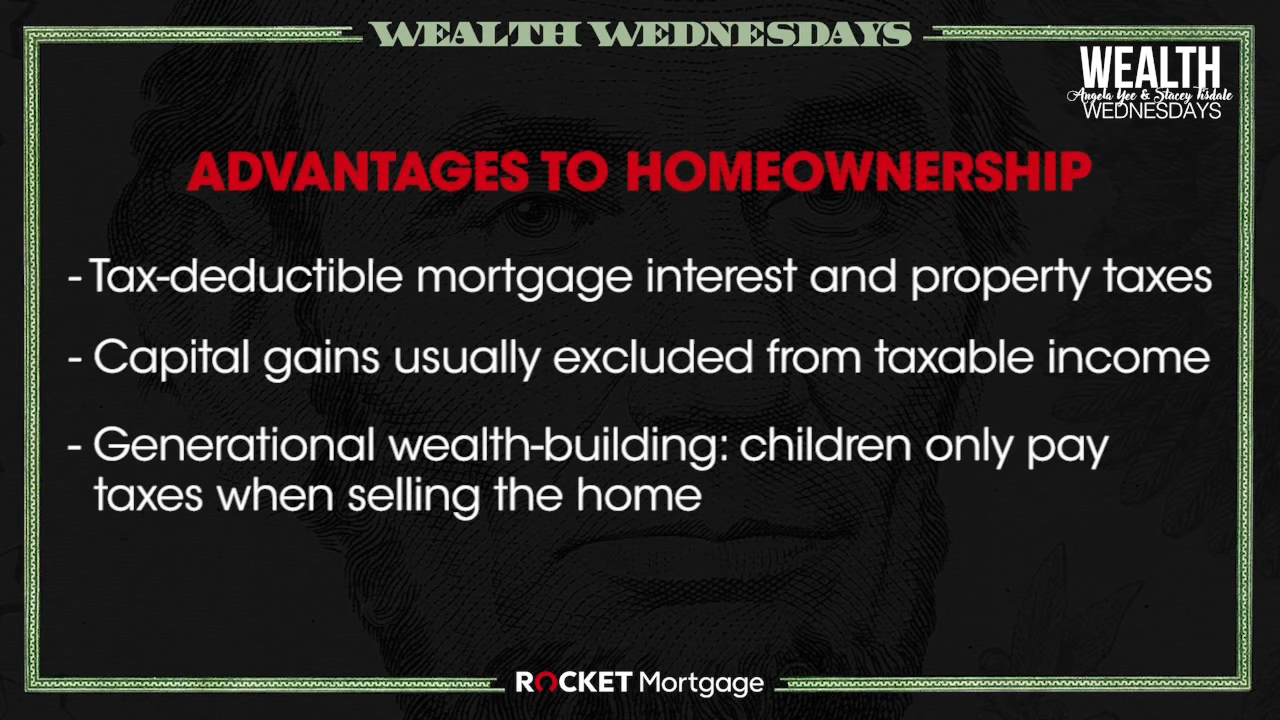 WEALTH WEDNESDAYS
WEALTH
Angela Yee & Stacey Tisdale
WEDNESDAYS
ADVANTAGES TO HOMEOWNERSHIP
- Tax-deductible mortgage interest and property taxes
- Capital gains usually excluded from taxable income
- Generational wealth-building: children only pay
taxes when selling the home
ROCKET Mortgage